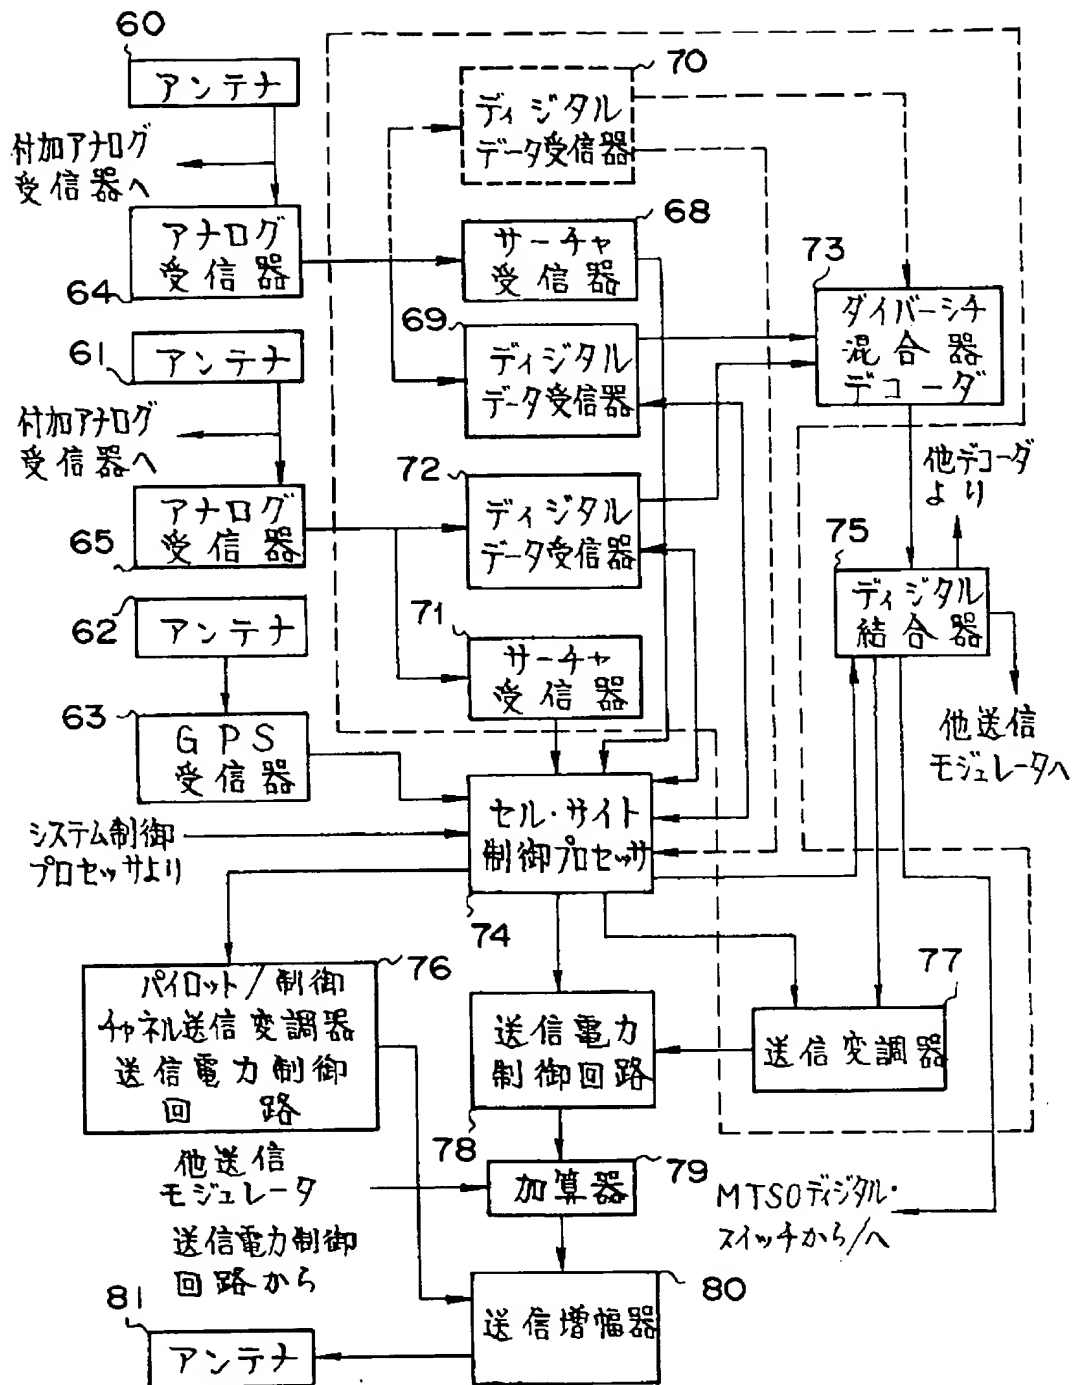 60
アンテナ
付加アナログ
受信器へ
アナログ
受信器
64
61
アンテナ
付加アナログ
受信器へ
アナログ
受信器
65
62
アンテナ
63
GPS
受信器
システム制御
プロセッサより
70
ディジタル
データ受信器
68
サーチャ
受信器
69
ディジタル
データ受信器
72
ディジタル
データ受信器
71
サーチャ
受信器
73
ダイバーシチ
混合器
デコーダ
他デコーダ
より
75
ディジタル
結合器
他送信
モジュレータへ
セル・サイト
制御プロセッサ
74
76
パイロット/制御
チャネル送信変調器
送信電力制御
回路
送信電力
制御回路
78
77
送信変調器
他送信
モジュレータ
送信電力制御
回路から
79
加算器
MTSOディジタル・
スイッチから/へ
80
送信増幅器
81
アンテナ